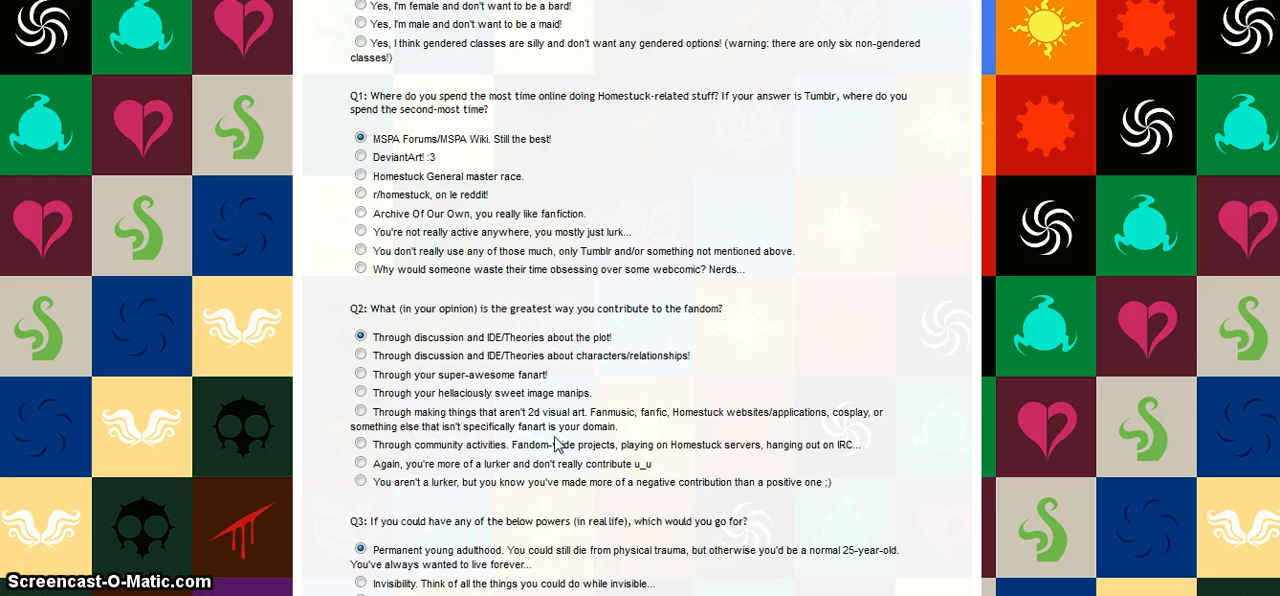 Yes, I'm female and don't want to be a bard!
Yes, I'm male and don't want to be a maid!
Yes, I think gendered classes are silly and don't want any gendered options! (warning: there are only six non-gendered
classes!)
Q1: Where do you spend the most time online doing Homestuck-related stuff? If your answer is Tumblr, where do you
spend the second-most time?
MSPA Forums/MSPA Wiki. Still the best!
DeviantArt! :3
Homestuck General master race.
r/homestuck, on le reddit!
Archive Of Our Own, you really like fanfiction.
You're not really active anywhere, you mostly just lurk...
You don't really use any of those much, only Tumblr and/or something not mentioned above.
Why would someone waste their time obsessing over some webcomic? Nerds...
Q2: What (in your opinion) is the greatest way you contribute to the fandom?
Through discussion and IDE/Theories about the plot!
Through discussion and IDE/Theories about characters/relationships!
Through your super-awesome fanart!
Through your hellaciously sweet image manips.
Through making things that aren't 2d visual art. Fanmusic, fanfic, Homestuck websites/applications, cosplay, or
something else that isn't specifically fanart is your domain.
Through community activities. Fandom-wide projects, playing on Homestuck servers, hanging out on IRC...
Again, you're more of a lurker and don't really contribute u_u
You aren't a lurker, but you know you've made more of a negative contribution than a positive one ;)
Q3: If you could have any of the below powers (in real life), which would you go for?
Permanent young adulthood. You could still die from physical trauma, but otherwise you'd be a normal 25-year-old.
You've always wanted to live forever...
Invisibility. Think of all the things you could do while invisible...
Screencast-O-Matic.com